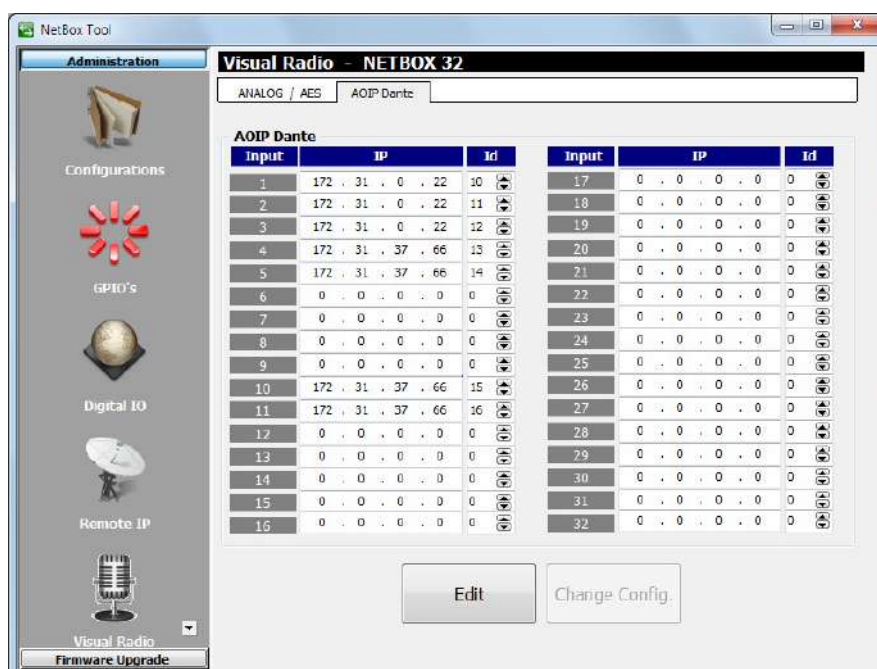 NetBox Tool
Administration
Configurations
GPIO's
Digital IO
Remote IP
Visual Radio
Firmware Upgrade
Visual Radio - NETBOX 32
ANALOG / AES
AOIP Dante
AOIP Dante
Input IP Id
1 172 . 31 . 0 . 22 10
2 172 . 31 . 0 . 22 11
3 172 . 31 . 0 . 22 12
4 172 . 31 . 37 . 66 13
5 172 . 31 . 37 . 66 14
6 0 . 0 . 0 . 0 0
7 0 . 0 . 0 . 0 0
8 0 . 0 . 0 . 0 0
9 0 . 0 . 0 . 0 0
10 172 . 31 . 37 . 66 15
11 172 . 31 . 37 . 66 16
12 0 . 0 . 0 . 0 0
13 0 . 0 . 0 . 0 0
14 0 . 0 . 0 . 0 0
15 0 . 0 . 0 . 0 0
16 0 . 0 . 0 . 0 0
Input IP Id
17 0 . 0 . 0 . 0 0
18 0 . 0 . 0 . 0 0
19 0 . 0 . 0 . 0 0
20 0 . 0 . 0 . 0 0
21 0 . 0 . 0 . 0 0
22 0 . 0 . 0 . 0 0
23 0 . 0 . 0 . 0 0
24 0 . 0 . 0 . 0 0
25 0 . 0 . 0 . 0 0
26 0 . 0 . 0 . 0 0
27 0 . 0 . 0 . 0 0
28 0 . 0 . 0 . 0 0
29 0 . 0 . 0 . 0 0
30 0 . 0 . 0 . 0 0
31 0 . 0 . 0 . 0 0
32 0 . 0 . 0 . 0 0
Edit
Change Config.